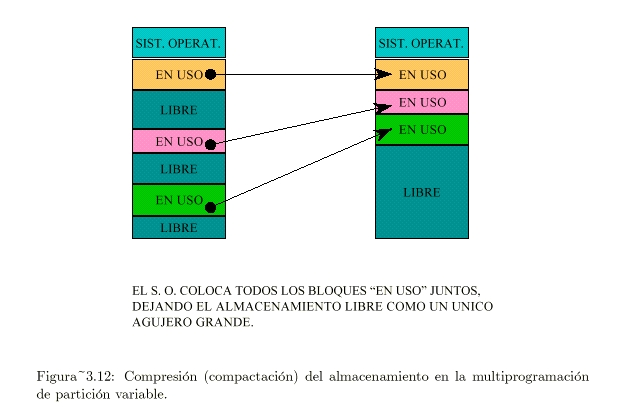 SIST. OPERAT.
EN USO
LIBRE
EN USO
LIBRE
EN USO
LIBRE
SIST. OPERAT.
EN USO
EN USO
EN USO
LIBRE
EL S. O. COLOCA TODOS LOS BLOQUES “EN USO” JUNTOS,
DEJANDO EL ALMACENAMIENTO LIBRE COMO UN UNICO
AGUJERO GRANDE.
Figura~3.12: Compresión (compactación) del almacenamiento en la multiprogramación
de partición variable.